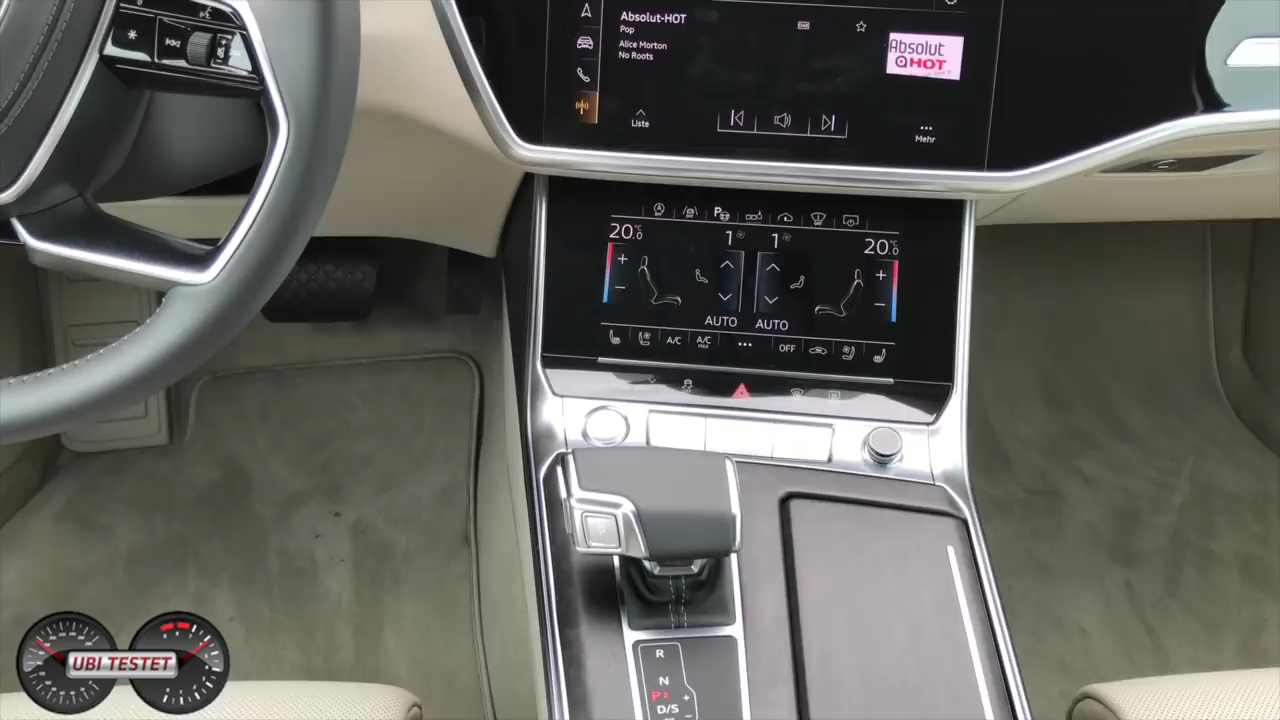 Absolut-HOT
Pop
Alice Morton
No Roots
Absolut
HOT
Liste
Mehr
20.0 °C
1
1
20.0 °C
AUTO
AUTO
A/C
A/C
MAX
OFF
P
R
N
P
D/S
UBI TESTET